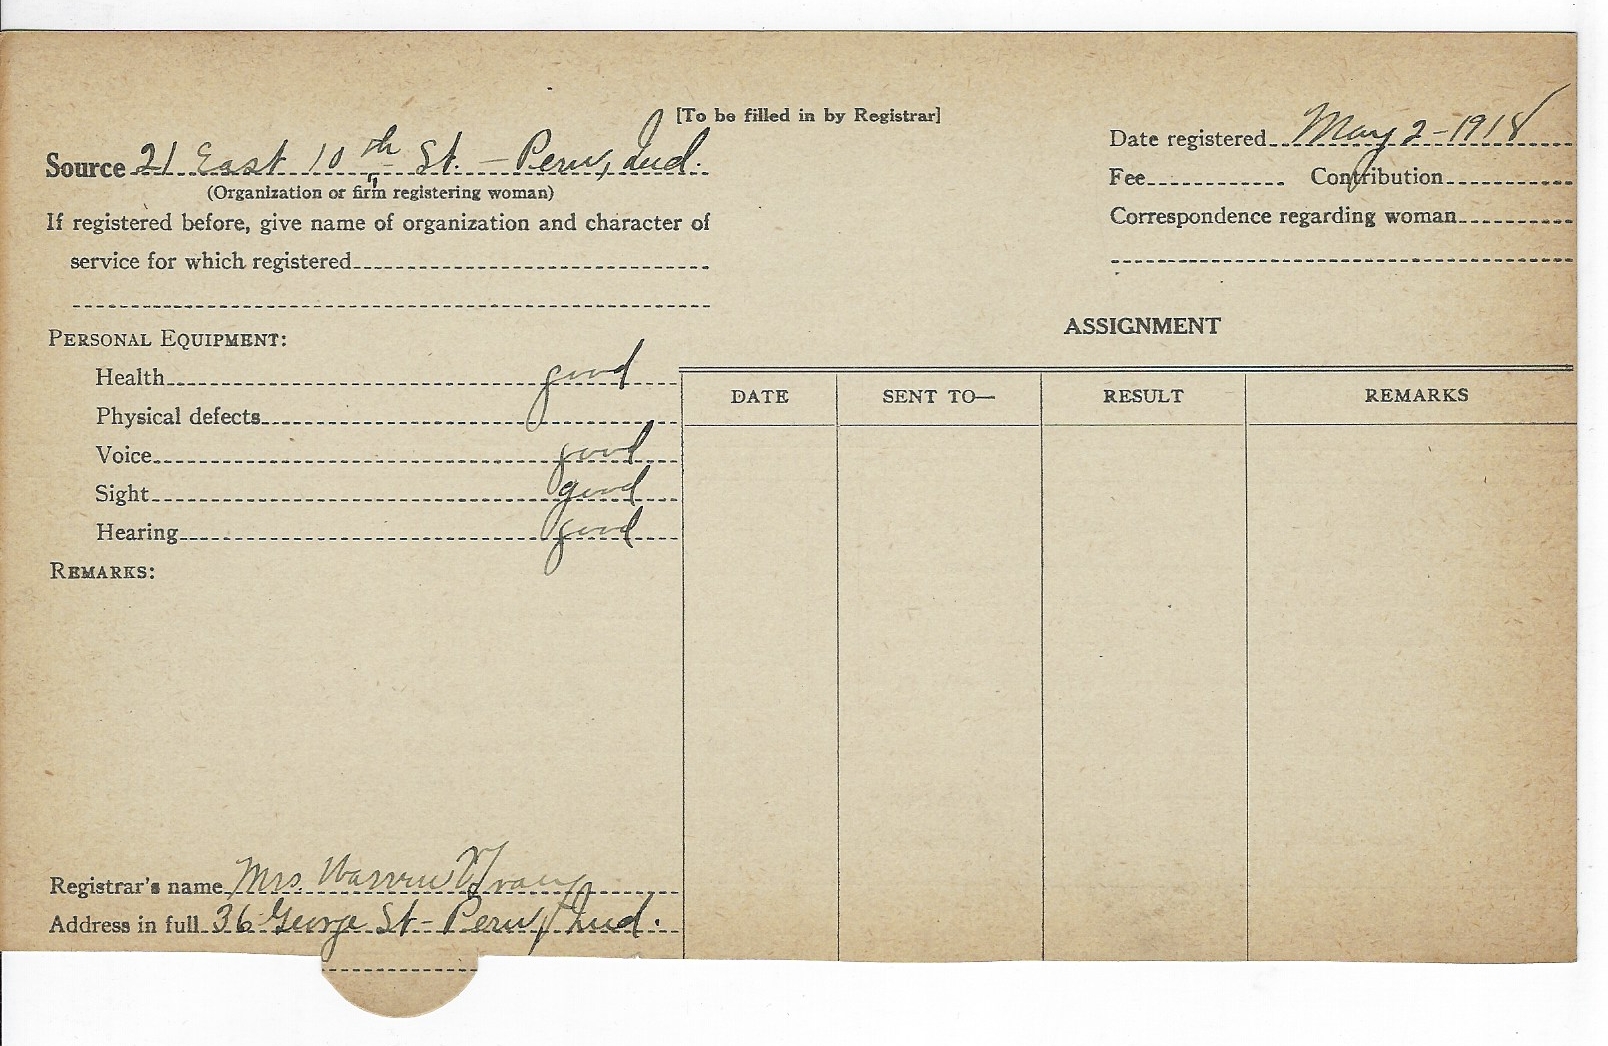 [To be filled in by Registrar]
Source 21 East 10th St. - Peru, Ind.
(Organization or firm registering woman)
If registered before, give name of organization and character of
service for which registered
Date registered May 2 - 1918
Fee Contribution
Correspondence regarding woman
PERSONAL EQUIPMENT:
Health good
Physical defects
Voice good
Sight good
Hearing good
REMARKS:
ASSIGNMENT
DATE SENT TO— RESULT REMARKS
Registrar's name Mrs. Warren
Address in full 36 George St - Peru, Ind.